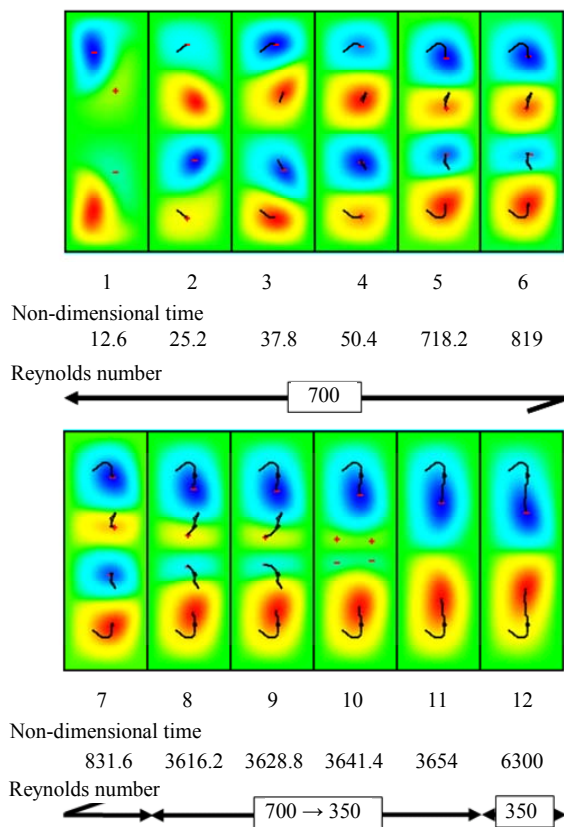 1 2 3 4 5 6
Non-dimensional time
12.6 25.2 37.8 50.4 718.2 819
Reynolds number
700
7 8 9 10 11 12
Non-dimensional time
831.6 3616.2 3628.8 3641.4 3654 6300
Reynolds number
700 → 350 350